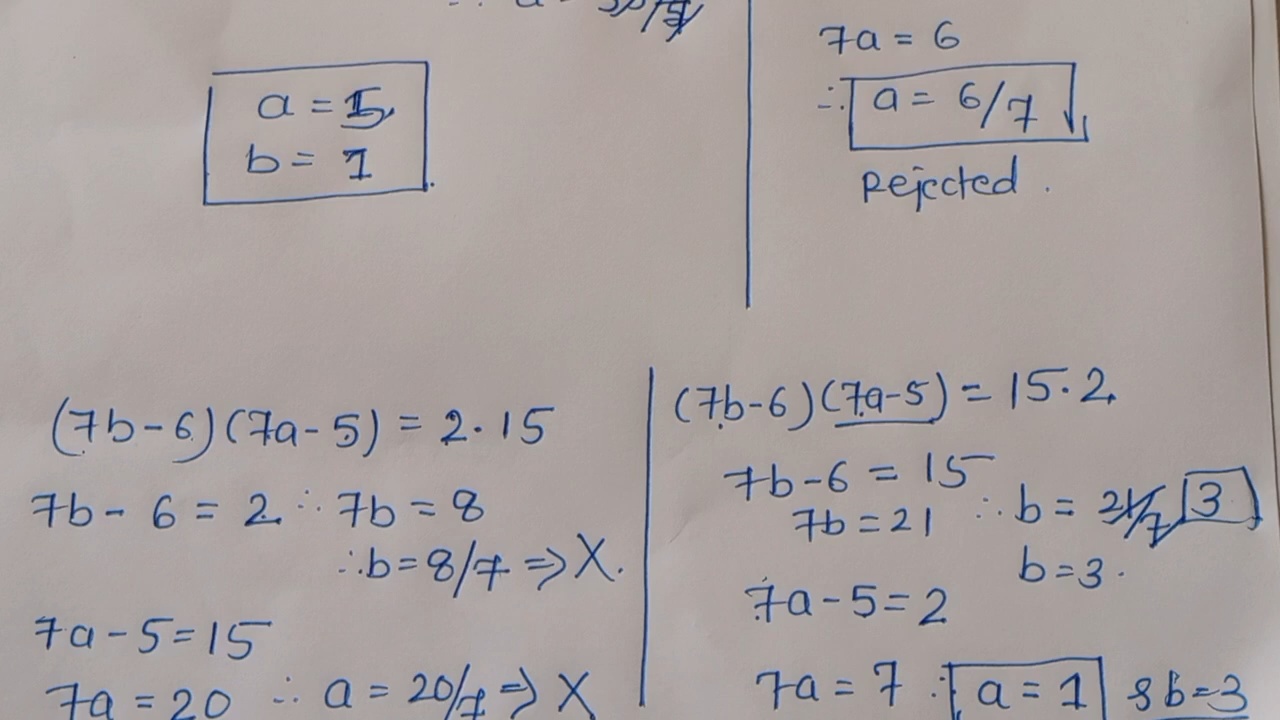 7a = 6
a = 5
b = 1
∴ a = 6/7
Rejected.
(7b-6)(7a-5) = 2.15
7b - 6 = 2 ∴ 7b = 8
∴ b = 8/7 => X.
7a - 5 = 15
7a = 20 ∴ a = 20/7 => X
(7b-6)(7a-5) = 15.2
7b - 6 = 15
7b = 21 ∴ b = 21/7 3
b = 3.
7a - 5 = 2
7a = 7 ∴ a = 1 & b = 3